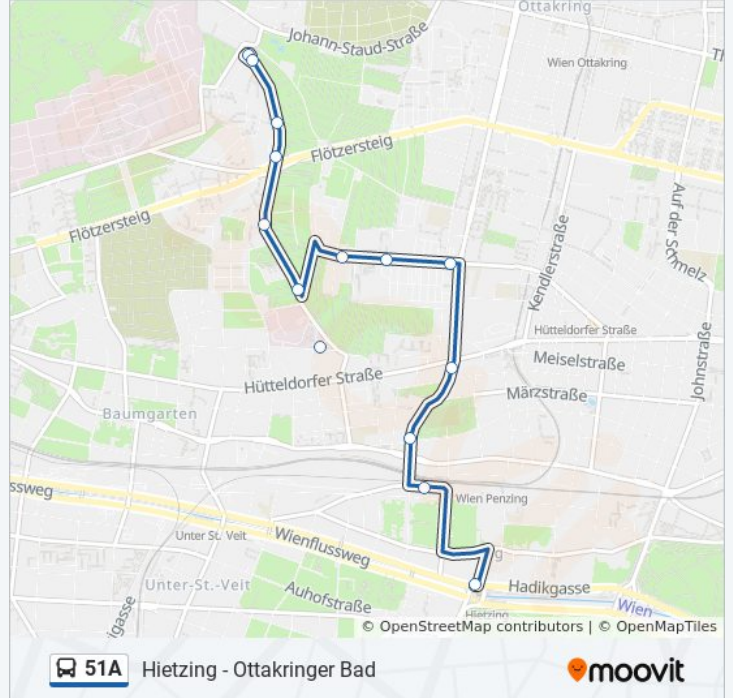 Ottakring
Johann-Staud-Straße
Wien Ottakring
Flötzersteig
Flötzersteig
Auf der Schmelz
Kendlerstraße
Hütteldorfer Straße
Meiselstraße
Johnstraße
Hütteldorfer Straße
Märzstraße
Baumgarten
ssweg
Wien Penzing
Unter St. Veit
Wienflussweg
g
Unter-St.-Veit
Hadikgasse
Auhofstraße
igasse
Wien
Hietzing
© OpenStreetMap contributors | © OpenMapTiles
51A Hietzing - Ottakringer Bad
moovit